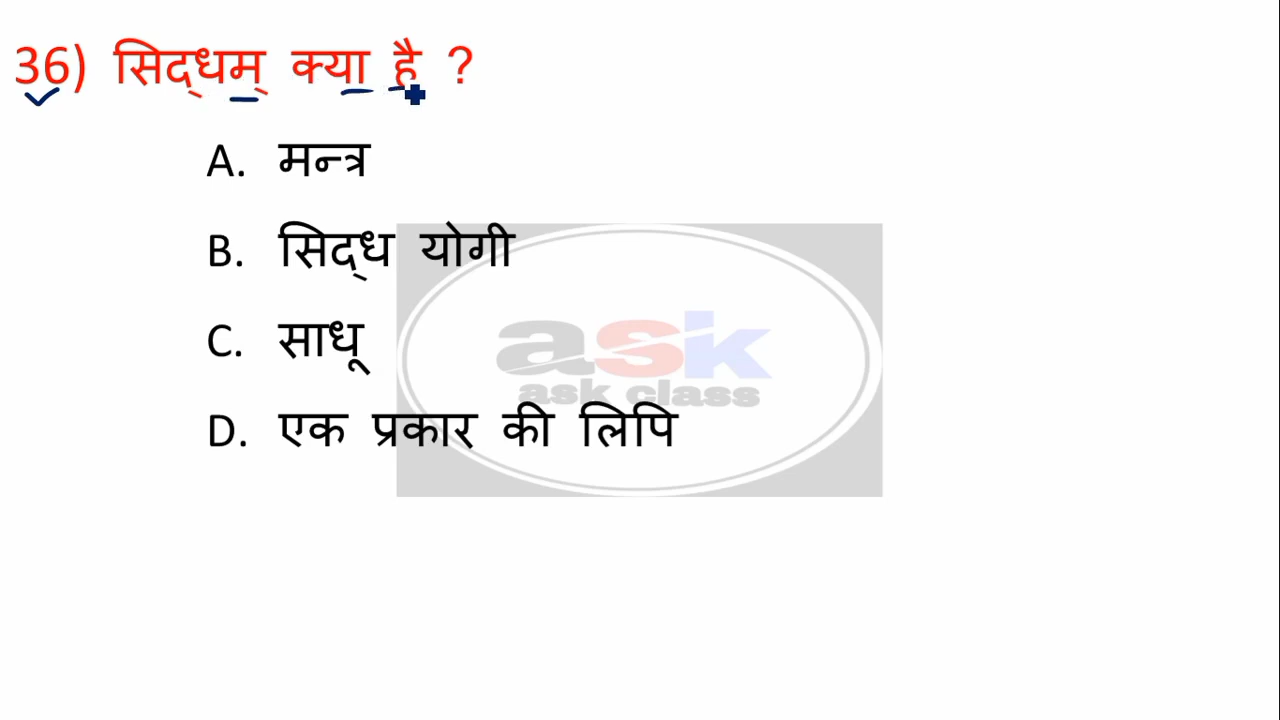 36) सिद्धम् क्या है ?
A. मन्त्र
B. सिद्ध योगी
C. साधू
D. एक प्रकार की लिपि
ask
ask class